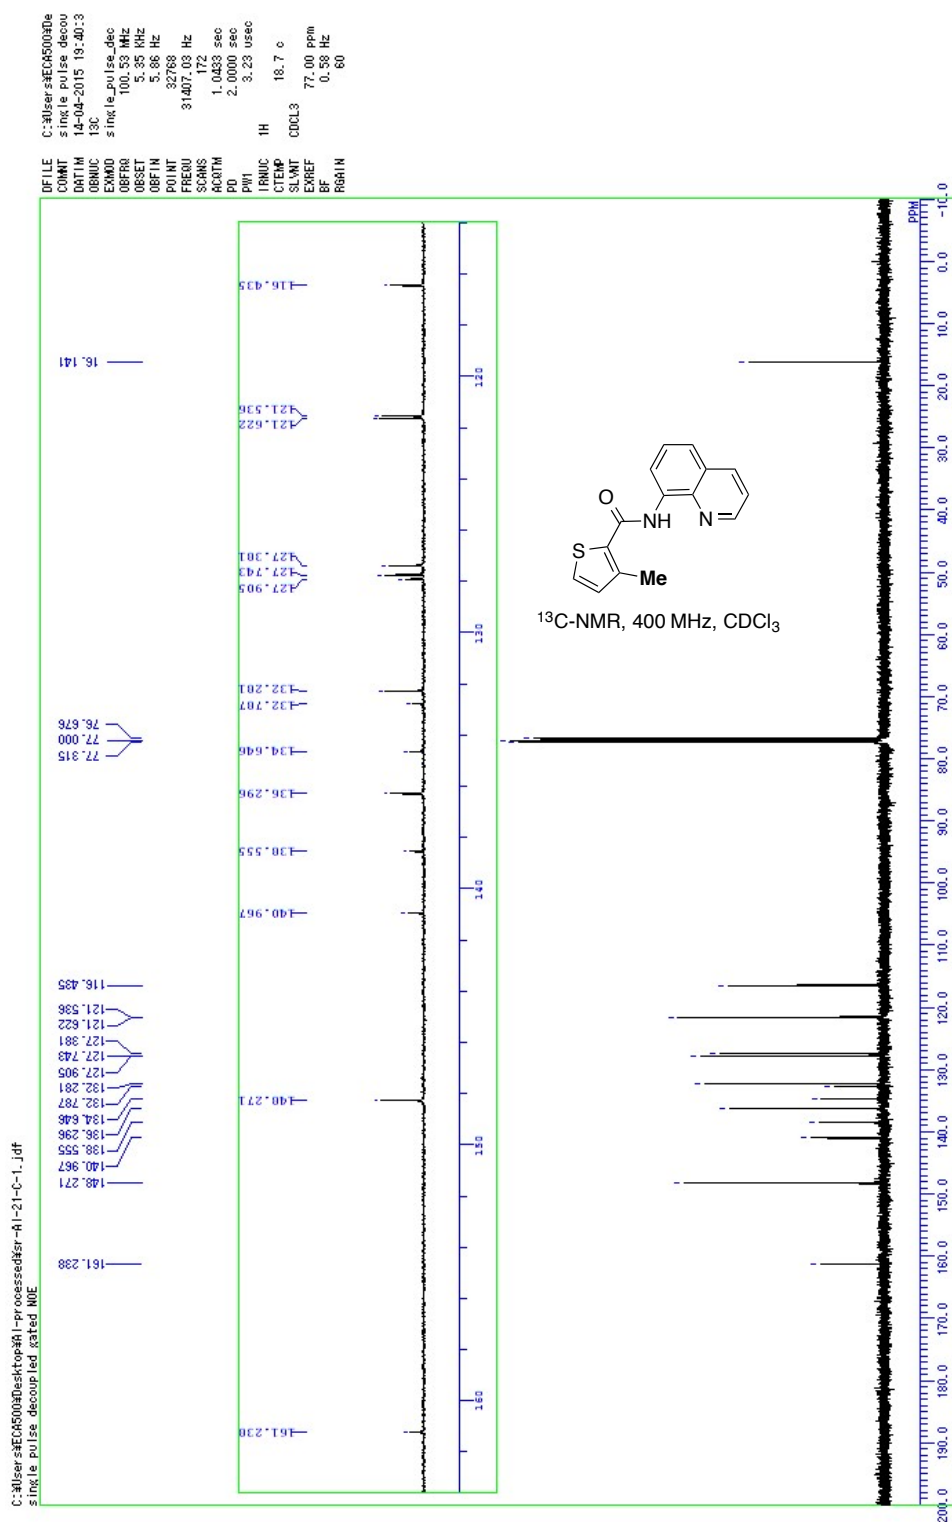 C:¥Users¥ECA500¥Desktop¥Al-processed¥sr-Al-21-C-1.jdf
single pulse decoupled gated NOE
DFILE C:¥Users¥ECA500¥De
COMNT single pulse decou
DATIM 14-04-2015 19:40:3
OBNUC 13C
EXMOD single_pulse_dec
OBFRQ 100.53 MHz
OBSET 5.35 KHz
OBFIN 5.86 Hz
POINT 32768
FREQU 31407.03 Hz
SCANS 172
ACQTM 1.0433 sec
PD 2.0000 sec
PW1 3.23 usec
IRNUC 1H
CTEMP 18.7 c
SLVNT CDCL3
EXREF 77.00 ppm
BF 0.58 Hz
RGAIN 60
161.238
148.271
140.967
138.555
136.296
134.646
132.787
132.281
127.905
127.743
127.381
121.622
121.536
116.435
77.315
77.000
76.676
16.141
161.238
148.271
140.967
138.555
136.296
134.646
132.787
132.281
127.905
127.743
127.381
121.622
121.536
116.435
160
150
140
130
120
O
NH
N
S
Me
13C-NMR, 400 MHz, CDCl3
PPM
200.0 190.0 180.0 170.0 160.0 150.0 140.0 130.0 120.0 110.0 100.0 90.0 80.0 70.0 60.0 50.0 40.0 30.0 20.0 10.0 0.0 -10.0